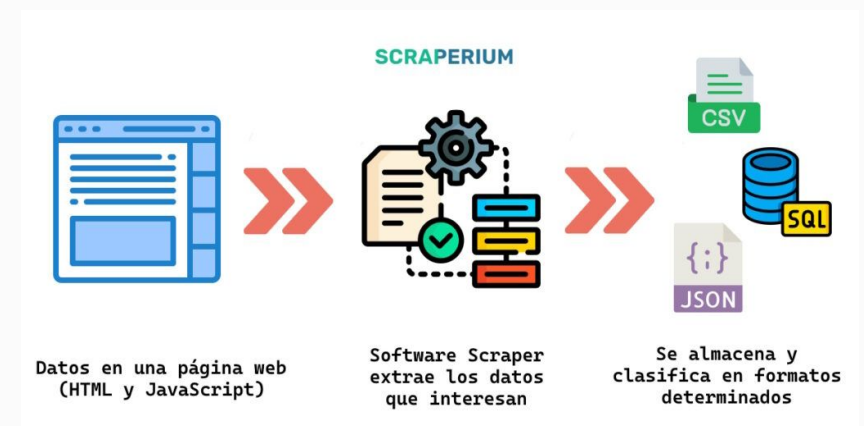 SCRAPERIUM
CSV
SQL
{;}
JSON
Datos en una página web
(HTML y JavaScript)
Software Scraper
extrae los datos
que interesan
Se almacena y
clasifica en formatos
determinados